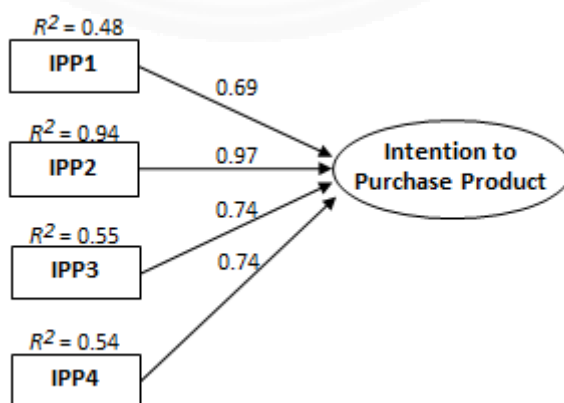 R² = 0.48
IPP1
0.69
R² = 0.94
IPP2
0.97
Intention to
Purchase Product
0.74
R² = 0.55
IPP3
0.74
R² = 0.54
IPP4